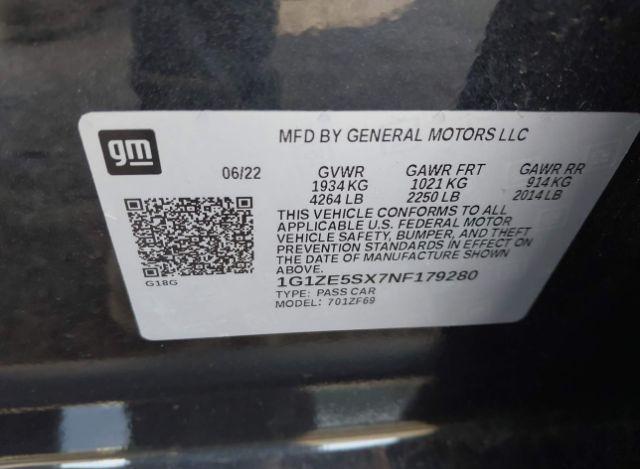 gm
MFD BY GENERAL MOTORS LLC
06/22 GVWR GAWR FRT GAWR RR
1934 KG 1021 KG 914 KG
4264 LB 2250 LB 2014 LB
THIS VEHICLE CONFORMS TO ALL
APPLICABLE U.S. FEDERAL MOTOR
VEHICLE SAFETY, BUMPER, AND THEFT
PREVENTION STANDARDS IN EFFECT ON
THE DATE OF MANUFACTURE SHOWN
ABOVE.
G18G
1G1ZE5SX7NF179280
TYPE: PASS CAR
MODEL: 701ZF69